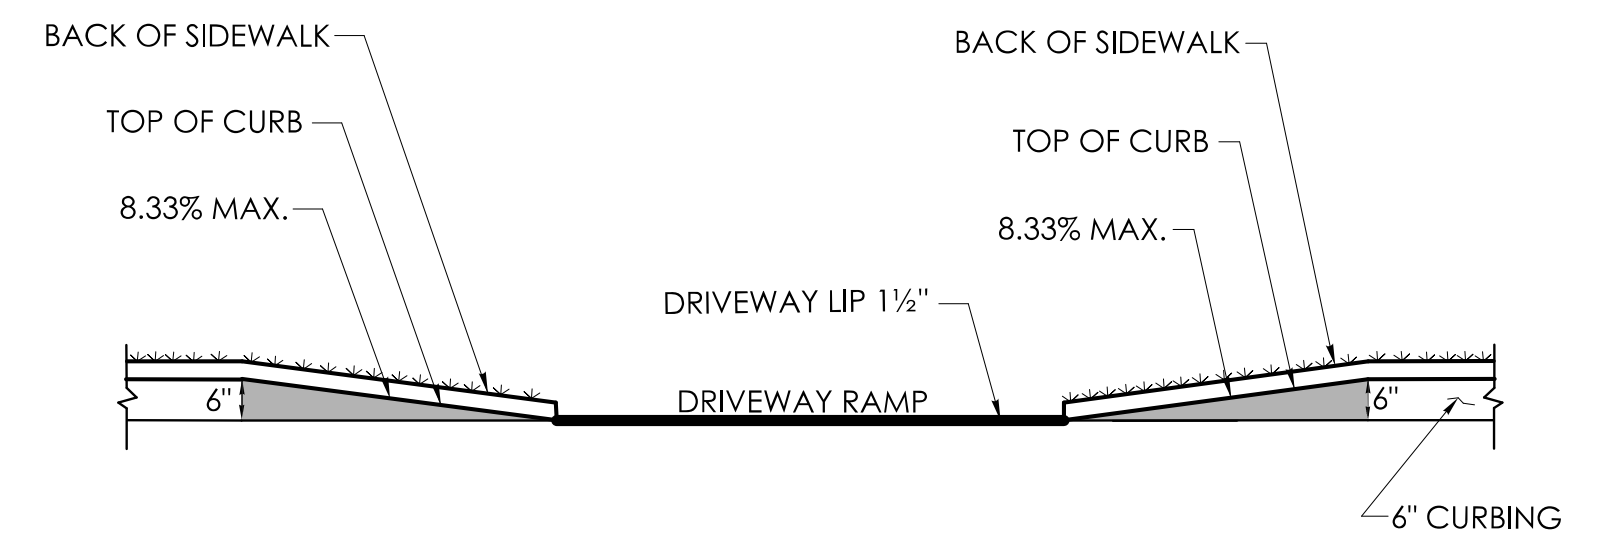 BACK OF SIDEWALK
BACK OF SIDEWALK
TOP OF CURB
TOP OF CURB
8.33% MAX.
8.33% MAX.
DRIVEWAY LIP 1½"
6"
DRIVEWAY RAMP
6"
6" CURBING